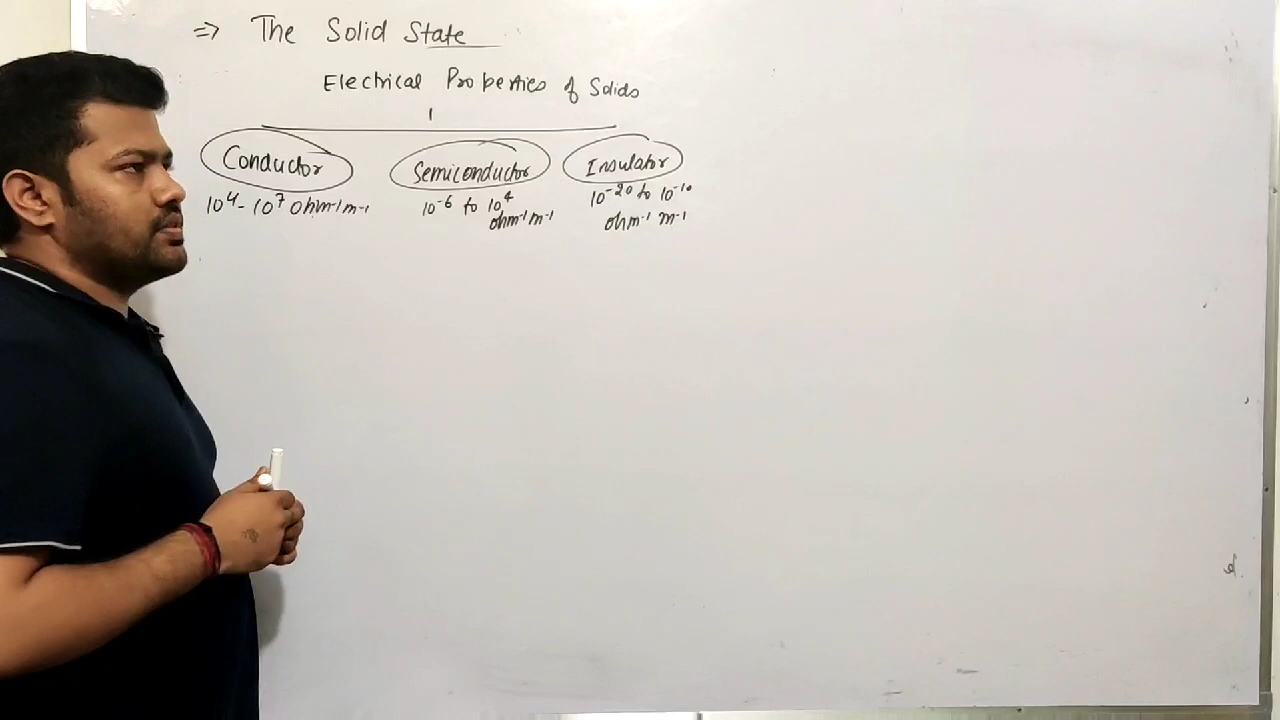 ⇒ The Solid State
Electrical Properties of Solids
Conductor Semiconductor Insulator
10⁴ - 10⁷ ohm⁻¹m⁻¹ 10⁻⁶ to 10⁴ 10⁻²⁰ to 10⁻¹⁰
ohm⁻¹m⁻¹ ohm⁻¹ m⁻¹